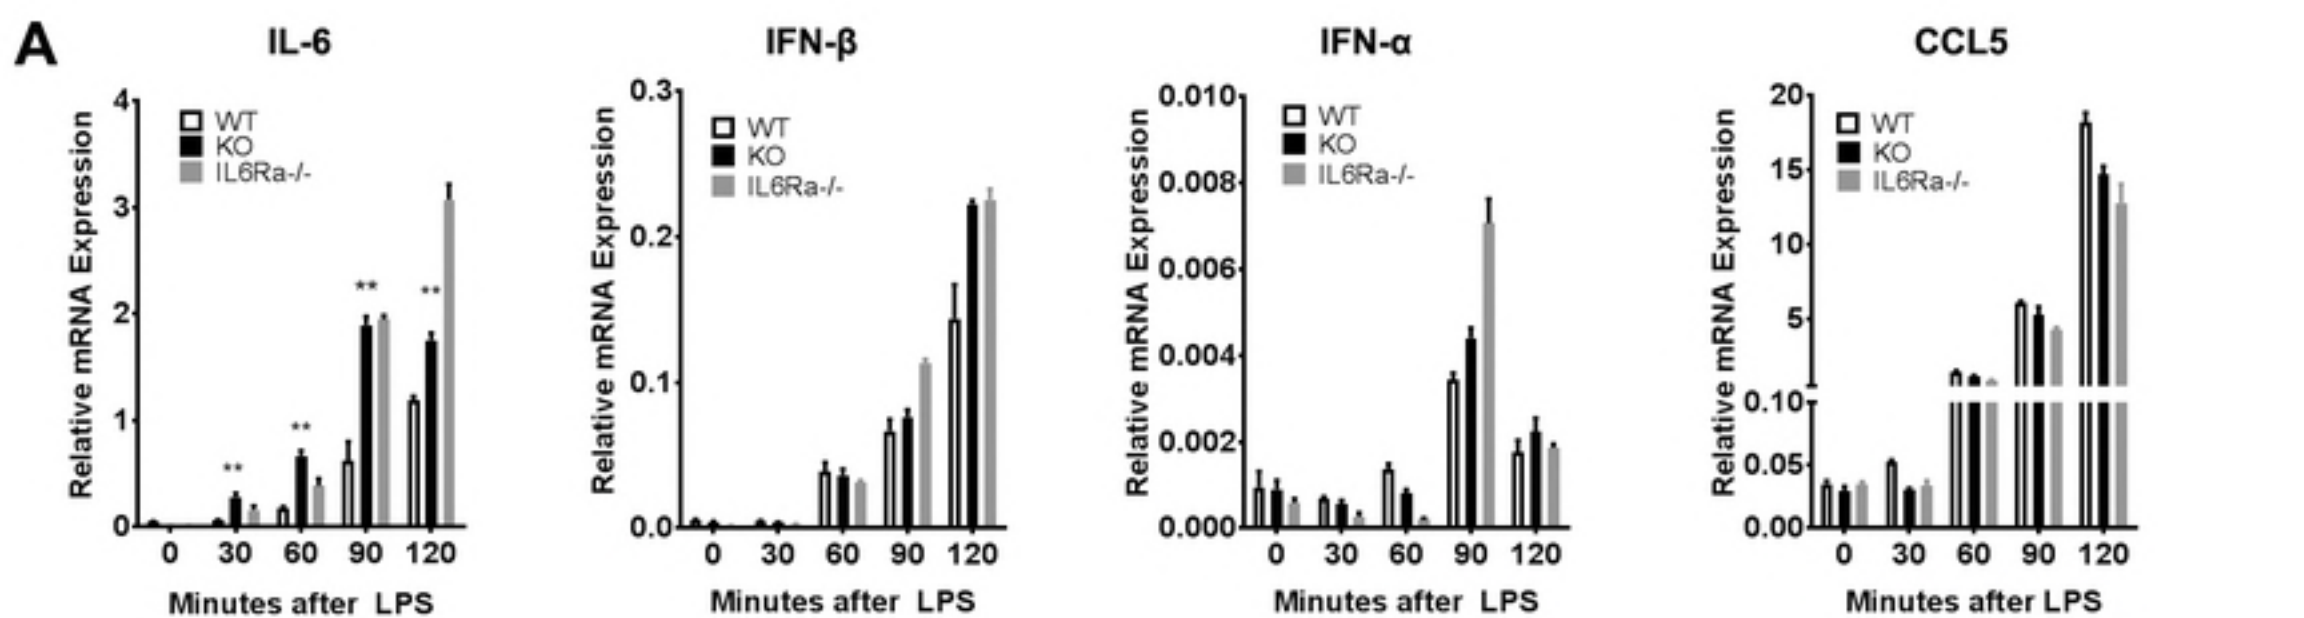 A
IL-6
Relative mRNA Expression
4
3
2
1
0
WT
KO
IL6Ra-/-
**
**
**
**
0 30 60 90 120
Minutes after LPS
IFN-β
Relative mRNA Expression
0.3
0.2
0.1
0.0
WT
KO
IL6Ra-/-
0 30 60 90 120
Minutes after LPS
IFN-α
Relative mRNA Expression
0.010
0.008
0.006
0.004
0.002
0.000
WT
KO
IL6Ra-/-
0 30 60 90 120
Minutes after LPS
CCL5
Relative mRNA Expression
20
15
10
5
0.10
0.05
0.00
WT
KO
IL6Ra-/-
0 30 60 90 120
Minutes after LPS